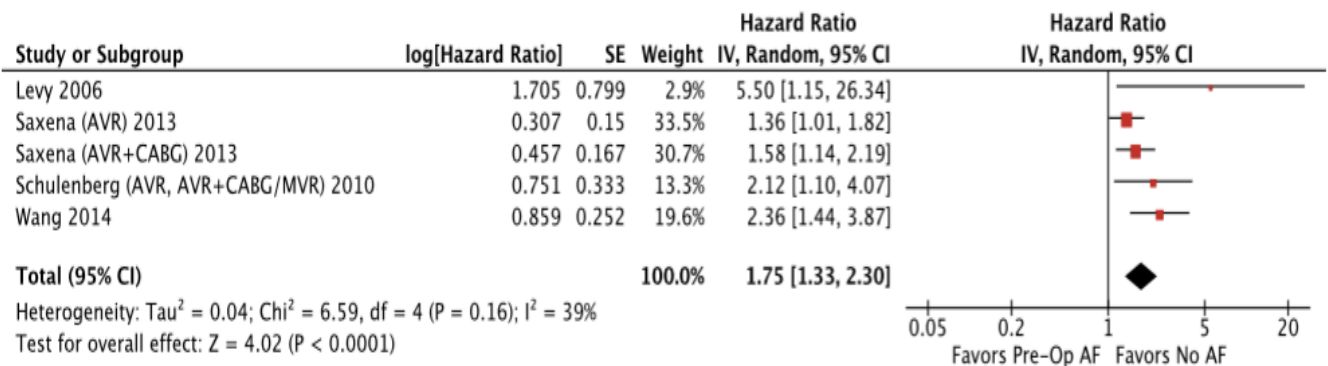 Hazard Ratio Hazard Ratio
Study or Subgroup log[Hazard Ratio] SE Weight IV, Random, 95% CI IV, Random, 95% CI
Levy 2006 1.705 0.799 2.9% 5.50 [1.15, 26.34]
Saxena (AVR) 2013 0.307 0.15 33.5% 1.36 [1.01, 1.82]
Saxena (AVR+CABG) 2013 0.457 0.167 30.7% 1.58 [1.14, 2.19]
Schulenberg (AVR, AVR+CABG/MVR) 2010 0.751 0.333 13.3% 2.12 [1.10, 4.07]
Wang 2014 0.859 0.252 19.6% 2.36 [1.44, 3.87]
Total (95% CI) 100.0% 1.75 [1.33, 2.30]
Heterogeneity: Tau² = 0.04; Chi² = 6.59, df = 4 (P = 0.16); I² = 39%
Test for overall effect: Z = 4.02 (P < 0.0001)
0.05 0.2 1 5 20
Favors Pre-Op AF Favors No AF